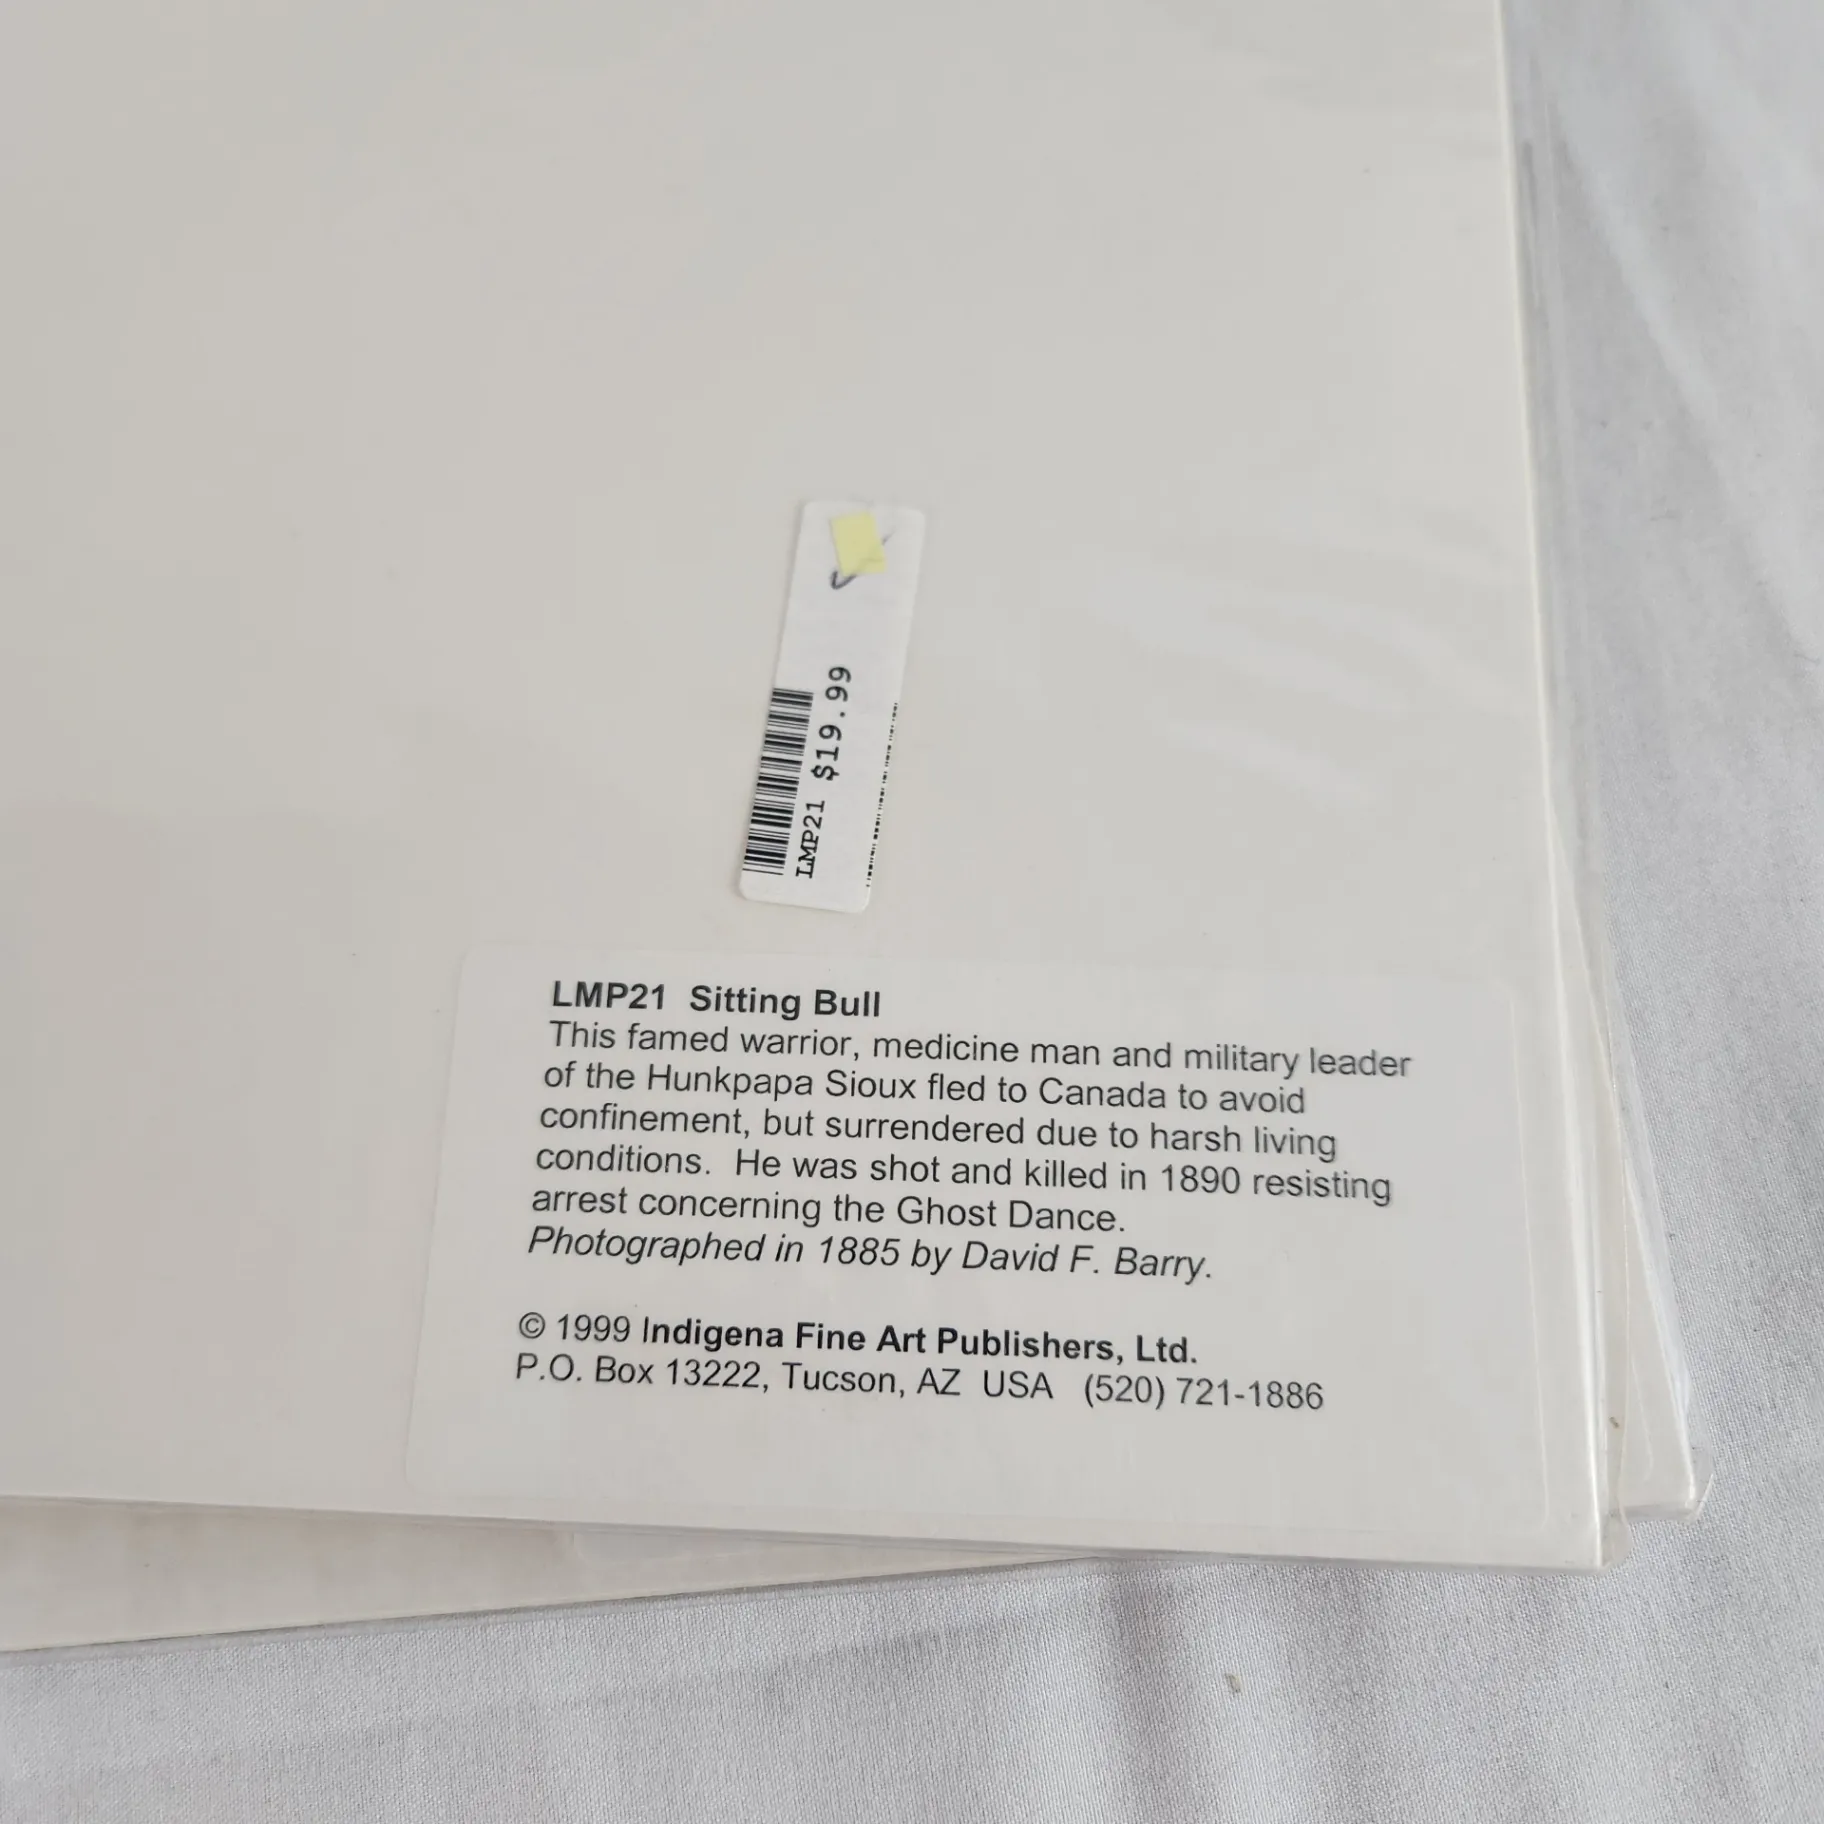 LMP21 $19.99
LMP21 Sitting Bull
This famed warrior, medicine man and military leader
of the Hunkpapa Sioux fled to Canada to avoid
confinement, but surrendered due to harsh living
conditions. He was shot and killed in 1890 resisting
arrest concerning the Ghost Dance.
Photographed in 1885 by David F. Barry.
© 1999 Indigena Fine Art Publishers, Ltd.
P.O. Box 13222, Tucson, AZ USA (520) 721-1886